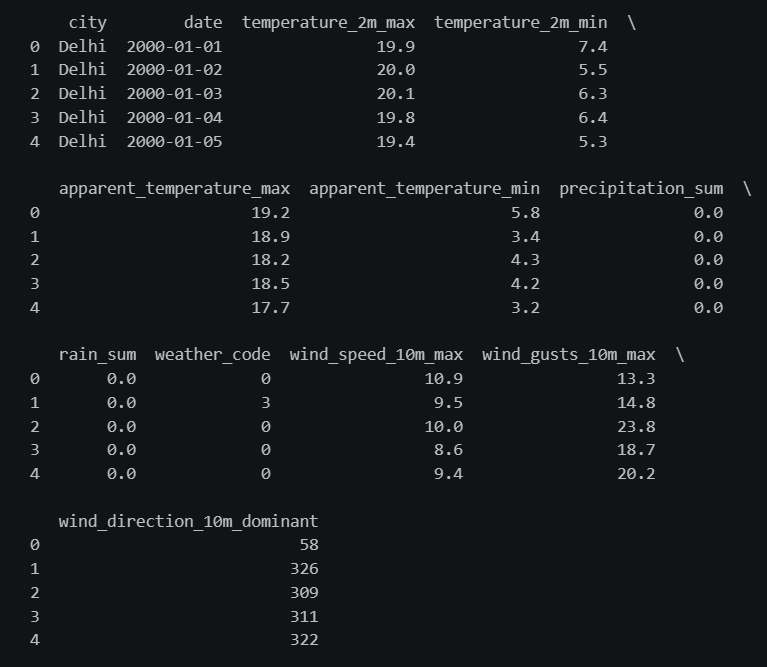 city date temperature_2m_max temperature_2m_min \
0 Delhi 2000-01-01 19.9 7.4
1 Delhi 2000-01-02 20.0 5.5
2 Delhi 2000-01-03 20.1 6.3
3 Delhi 2000-01-04 19.8 6.4
4 Delhi 2000-01-05 19.4 5.3
apparent_temperature_max apparent_temperature_min precipitation_sum \
0 19.2 5.8 0.0
1 18.9 3.4 0.0
2 18.2 4.3 0.0
3 18.5 4.2 0.0
4 17.7 3.2 0.0
rain_sum weather_code wind_speed_10m_max wind_gusts_10m_max \
0 0.0 0 10.9 13.3
1 0.0 3 9.5 14.8
2 0.0 0 10.0 23.8
3 0.0 0 8.6 18.7
4 0.0 0 9.4 20.2
wind_direction_10m_dominant
0 58
1 326
2 309
3 311
4 322